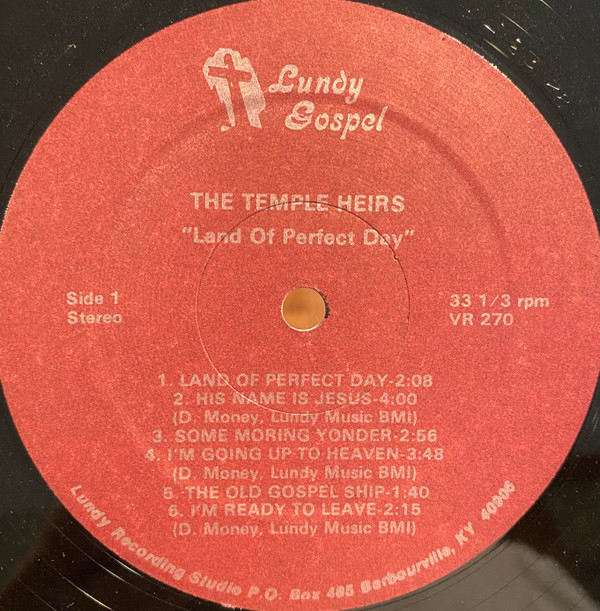 Lundy
Gospel
THE TEMPLE HEIRS
"Land Of Perfect Day"
Side 1
Stereo
33 1/3 rpm
VR 270
1. LAND OF PERFECT DAY-2:08
2. HIS NAME IS JESUS-4:00
(D. Money, Lundy Music BMI)
3. SOME MORING YONDER-2:56
4. I'M GOING UP TO HEAVEN-3:48
(D. Money, Lundy Music BMI)
5. THE OLD GOSPEL SHIP-1:40
6. I'M READY TO LEAVE-2:15
(D. Money, Lundy Music BMI)
Lundy Recording Studio P.O. Box 485 Barbourville, KY 40906